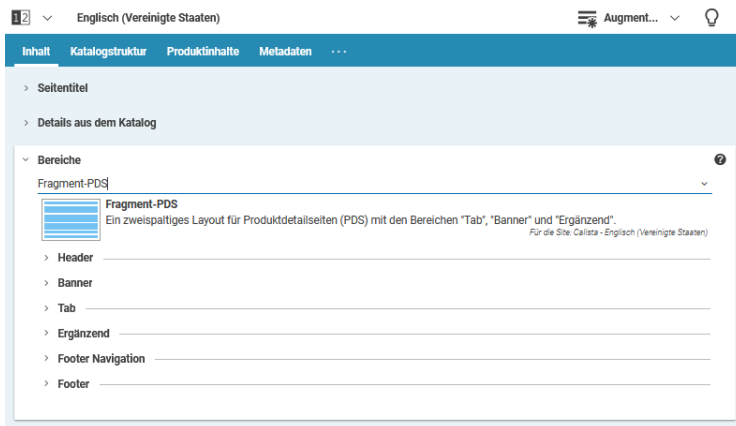 12 Englisch (Vereinigte Staaten) Augment...
Inhalt Katalogstruktur Produktinhalte Metadaten ···
Seitentitel
Details aus dem Katalog
Bereiche
Fragment-PDS
Fragment-PDS
Ein zweispaltiges Layout für Produktdetailseiten (PDS) mit den Bereichen "Tab", "Banner" und "Ergänzend".
Für die Site: Calista - Englisch (Vereinigte Staaten)
Header
Banner
Tab
Ergänzend
Footer Navigation
Footer